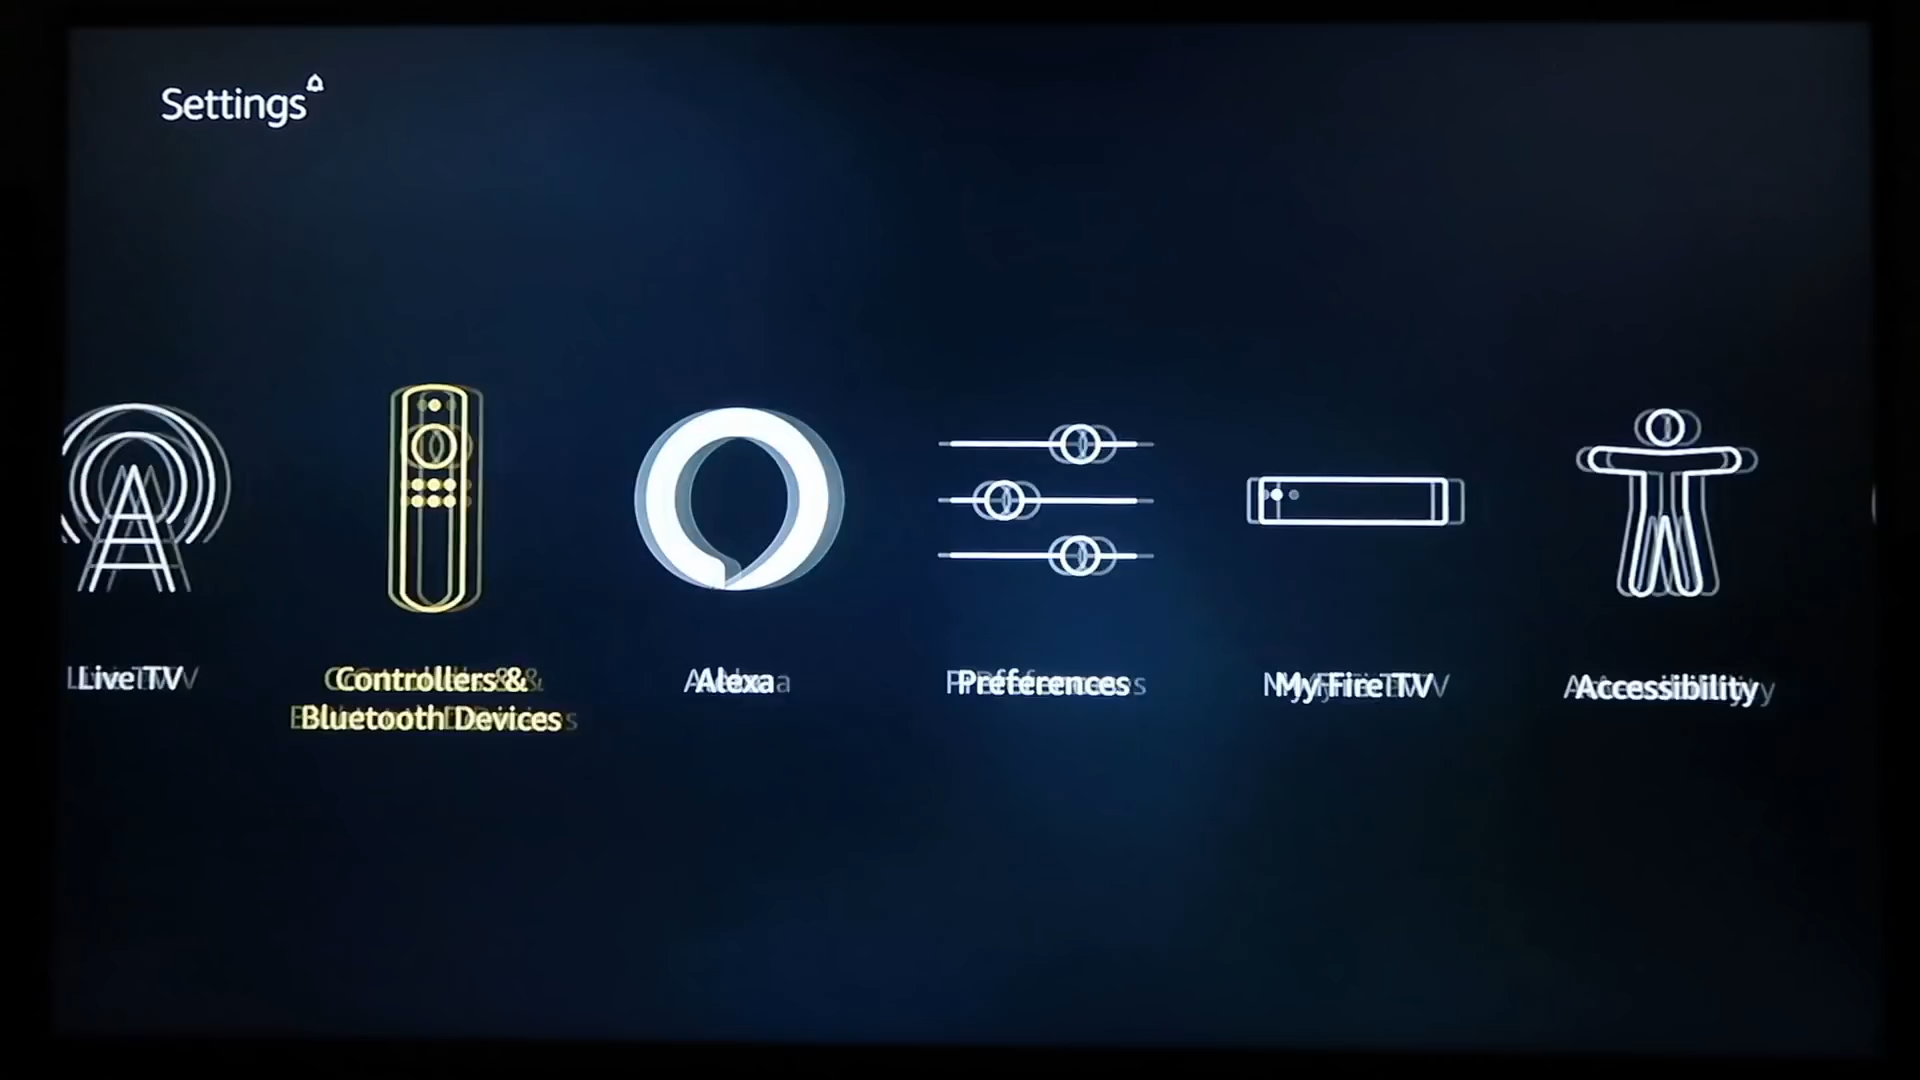 Settings
Live TV
Controllers &
Bluetooth Devices
Alexa
Preferences
My Fire TV
Accessibility